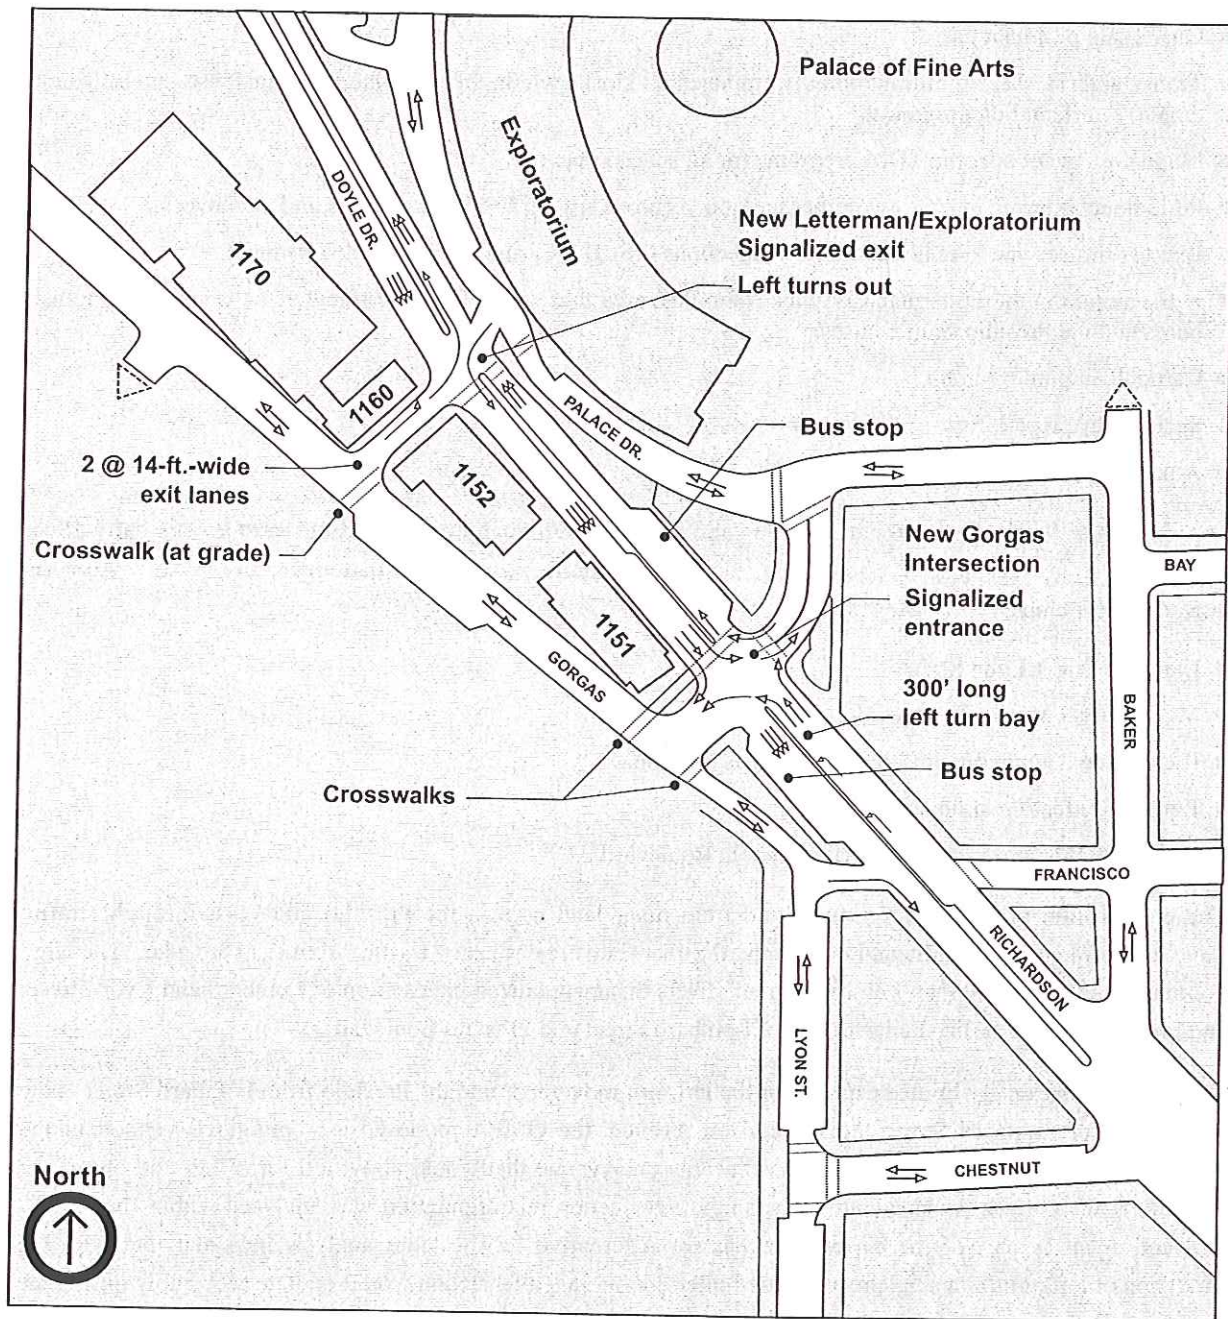 Palace of Fine Arts
Exploratorium
DOYLE DR.
New Letterman/Exploratorium
Signalized exit
Left turns out
1170
1160
PALACE DR.
Bus stop
2 @ 14-ft.-wide
exit lanes
1152
Crosswalk (at grade)
New Gorgas
Intersection
Signalized
entrance
BAY
1151
GORGAS
300' long
left turn bay
BAKER
Bus stop
Crosswalks
FRANCISCO
RICHARDSON
LYON ST.
CHESTNUT
North